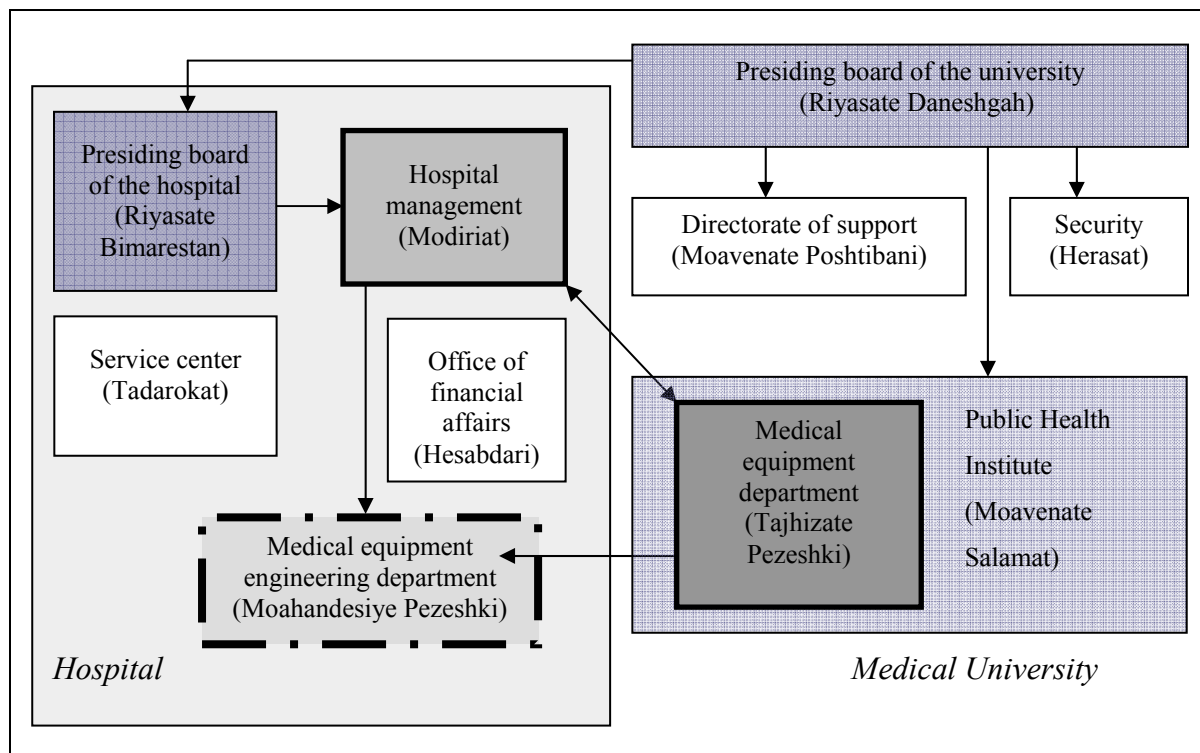 Presiding board of the university
(Riyasate Daneshgah)
Presiding board
of the hospital
(Riyasate
Bimarestan)
Hospital
management
(Modiriat)
Directorate of support
(Moavenate Poshtibani)
Security
(Herasat)
Service center
(Tadarokat)
Office of
financial
affairs
(Hesabdari)
Medical
equipment
department
(Tajhizate
Pezeshki)
Public Health
Institute
(Moavenate
Salamat)
Medical equipment
engineering department
(Moahandesiye Pezeshki)
Hospital
Medical University